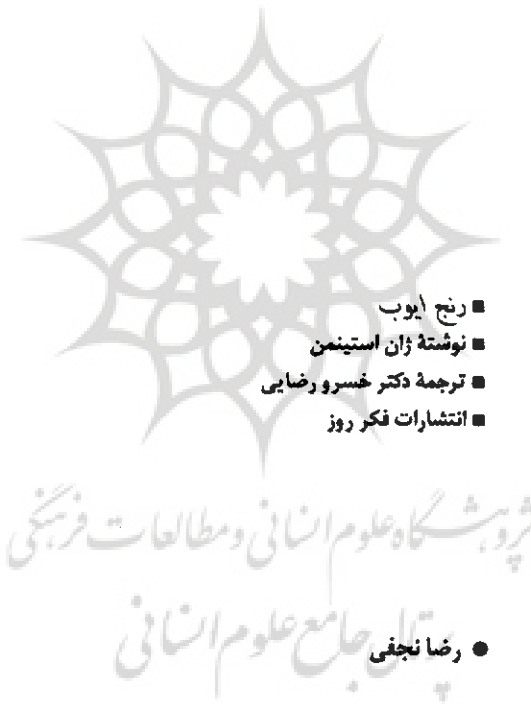 ■ رنج ایوب
■ نوشتهٔ ژان استینمن
■ ترجمهٔ دکتر خسرو رضایی
■ انتشارات فکر روز
پژوهشگاه علوم انسانی و مطالعات فرهنگی
پرتال جامع علوم انسانی
● رضا نجفی